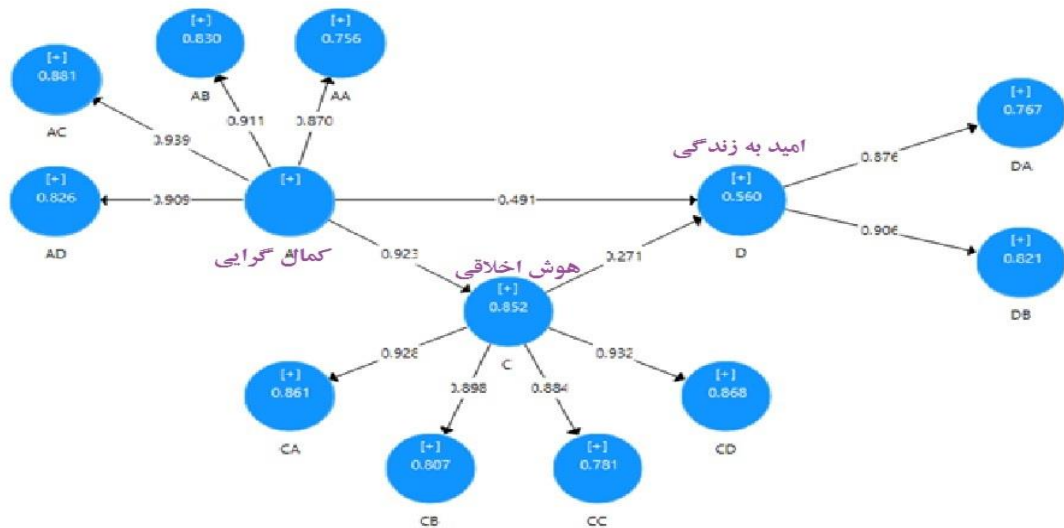 [+]
0.830
AB
[+]
0.756
AA
[+]
0.881
AC
[+]
0.826
AD
0.939
0.911
0.870
0.909
[+]
A
کمال گرایی
0.491
0.923
امید به زندگی
[+]
0.560
D
هوش اخلاقی
[+]
0.852
C
0.271
0.876
0.906
[+]
0.767
DA
[+]
0.821
DB
0.928
0.898
0.884
0.932
[+]
0.861
CA
[+]
0.807
CB
[+]
0.781
CC
[+]
0.868
CD